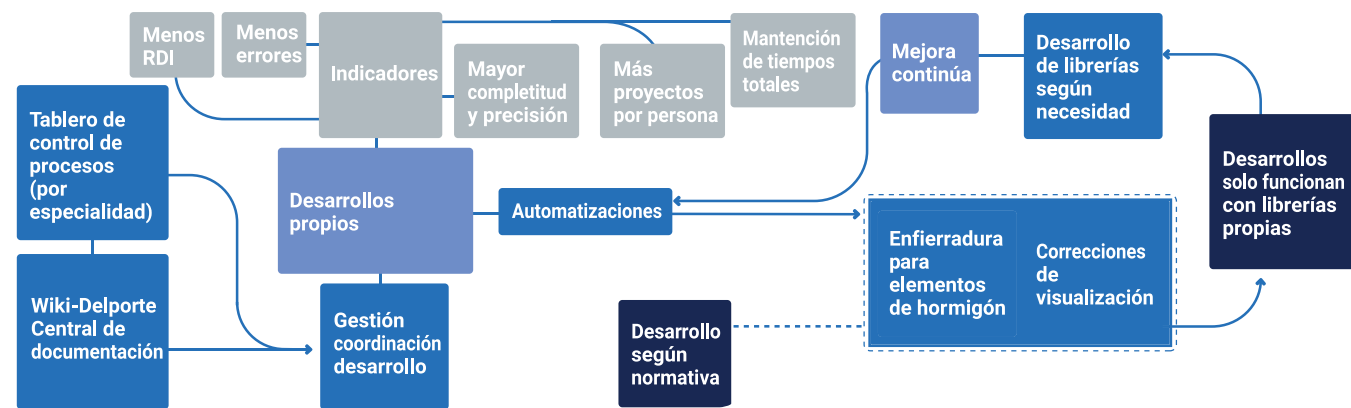 Menos
RDI
Menos
errores
Indicadores
Mayor
completitud
y precisión
Más
proyectos
por persona
Mantención
de tiempos
totales
Mejora
continúa
Desarrollo
de librerías
según
necesidad
Tablero de
control de
procesos
(por
especialidad)
Desarrollos
propios
Automatizaciones
Desarrollos
solo funcionan
con librerías
propias
Enfierradura
para
elementos
de hormigón
Correcciones
de
visualización
Wiki-Delporte
Central de
documentación
Gestión
coordinación
desarrollo
Desarrollo
según
normativa